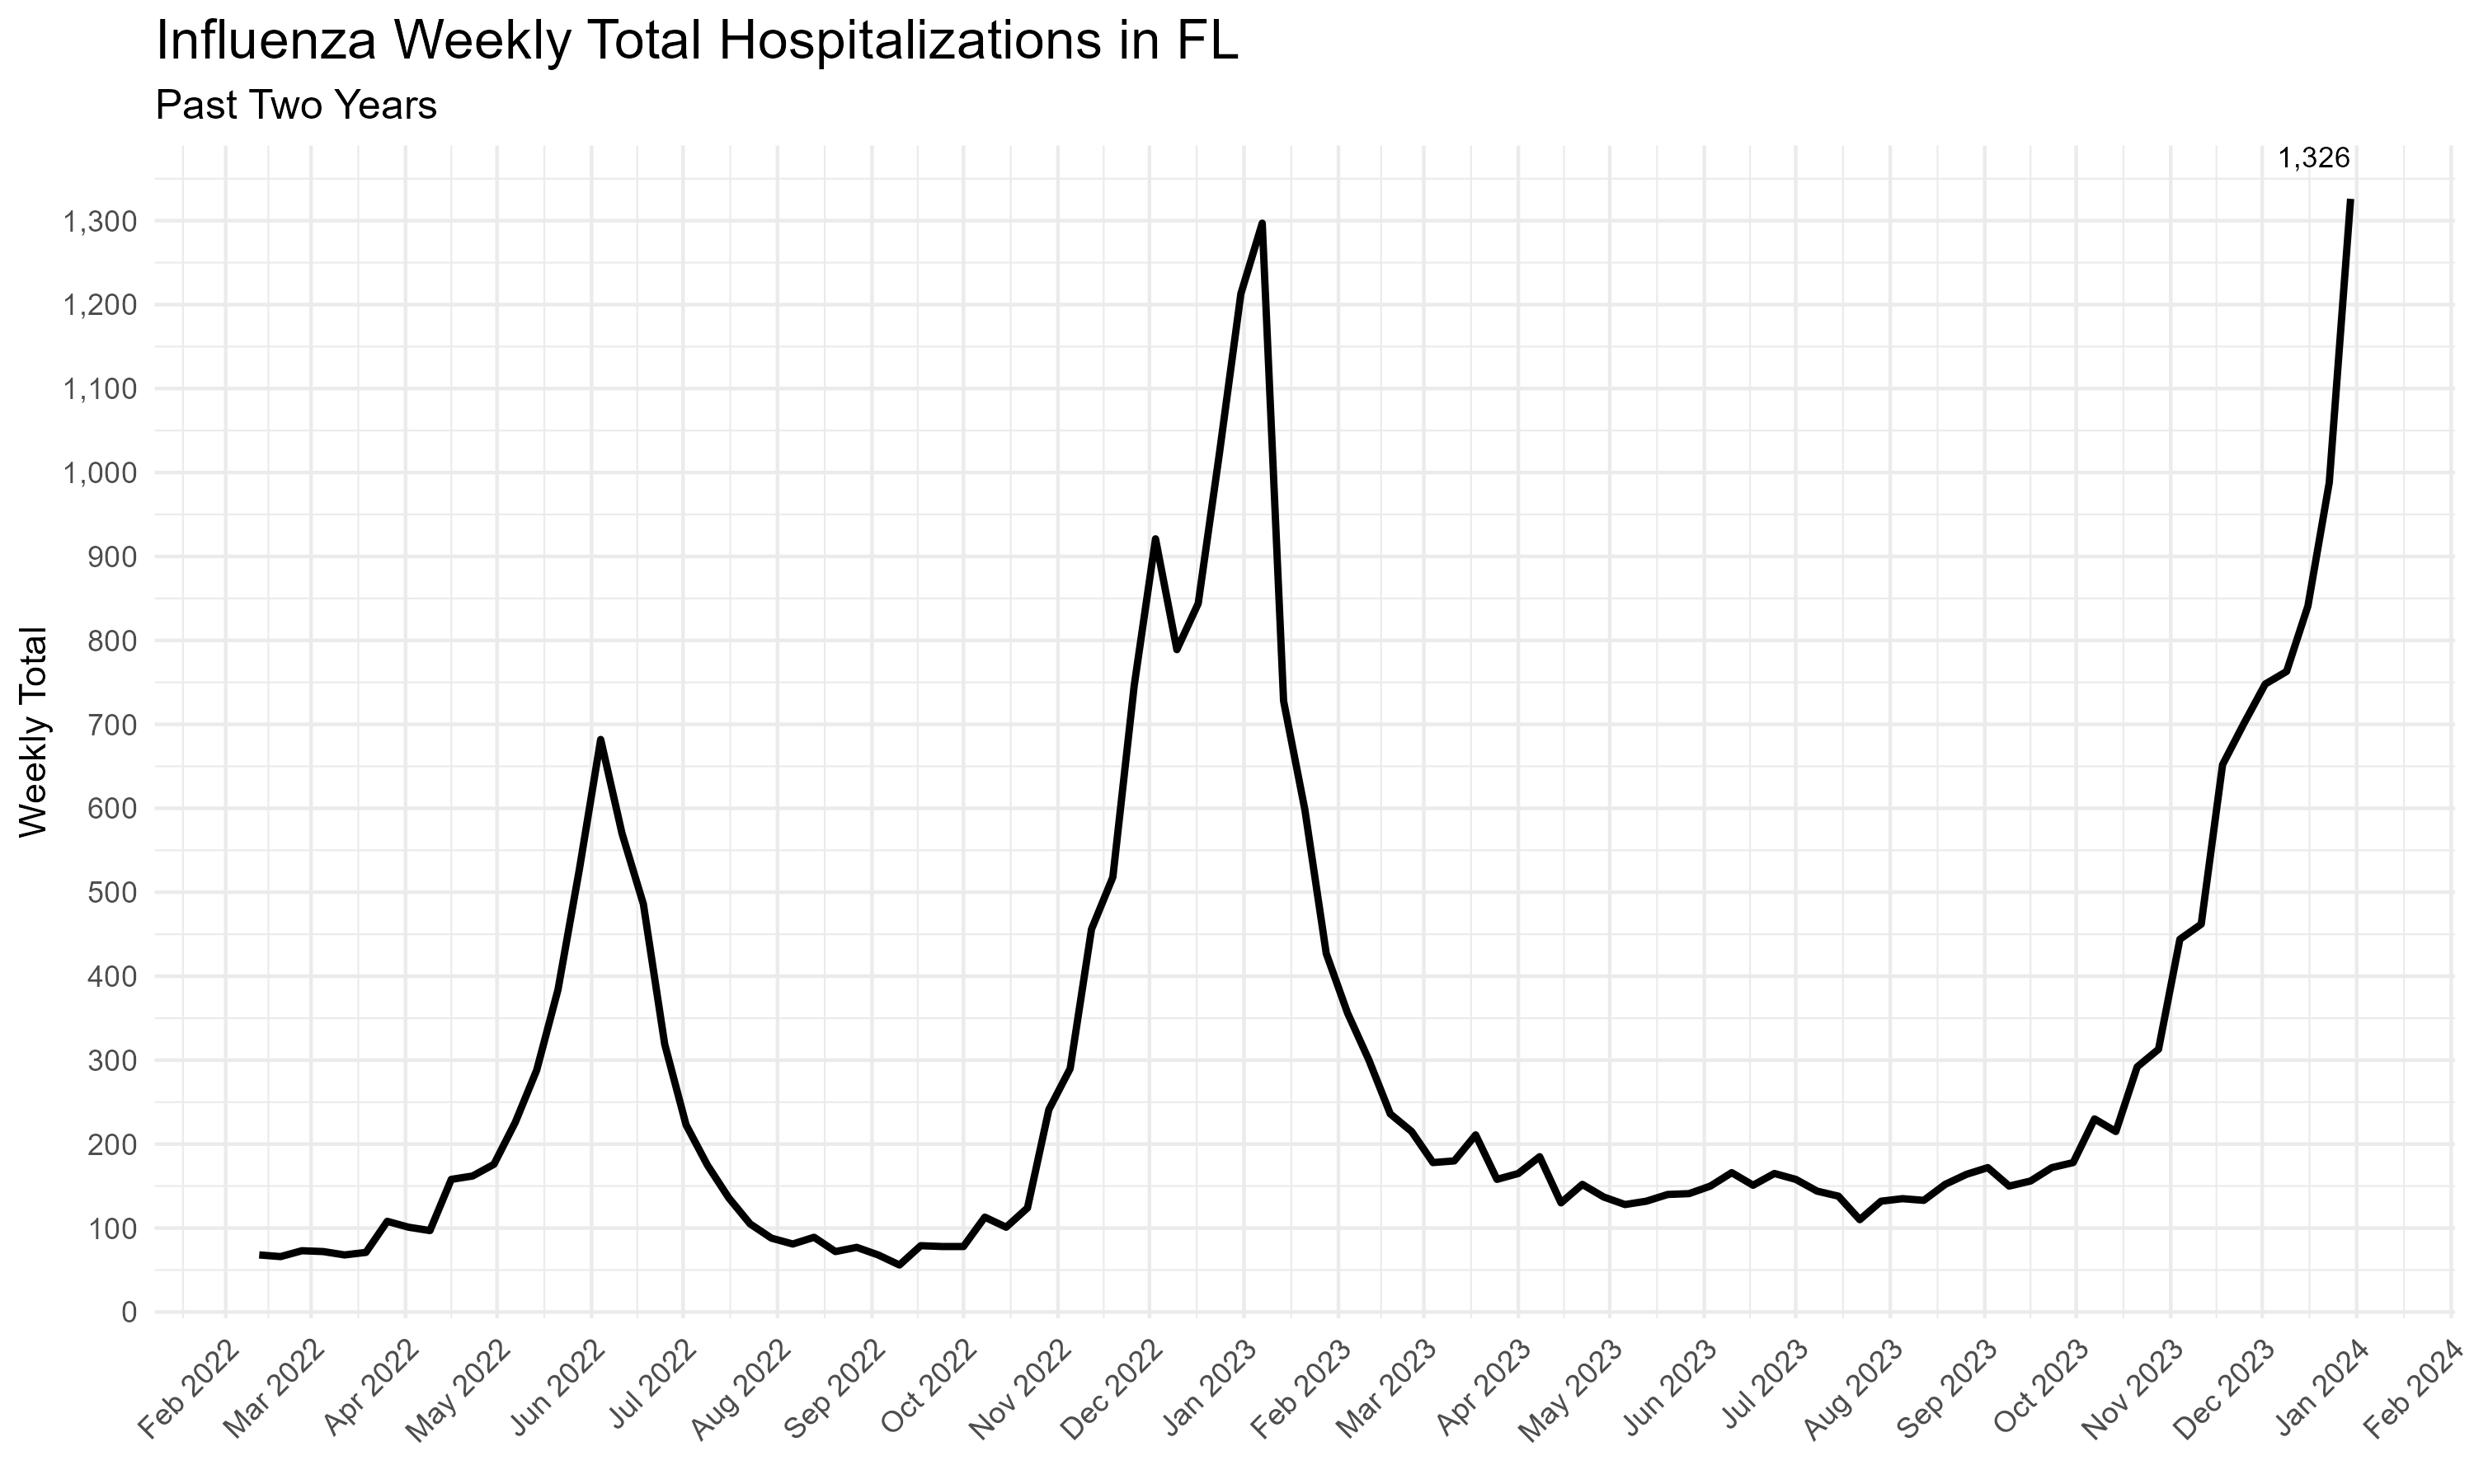 Influenza Weekly Total Hospitalizations in FL
Past Two Years
1,326
1,300
1,200
1,100
1,000
900
800
700
600
500
400
300
200
100
0
Weekly Total
Feb 2022
Mar 2022
Apr 2022
May 2022
Jun 2022
Jul 2022
Aug 2022
Sep 2022
Oct 2022
Nov 2022
Dec 2022
Jan 2023
Feb 2023
Mar 2023
Apr 2023
May 2023
Jun 2023
Jul 2023
Aug 2023
Sep 2023
Oct 2023
Nov 2023
Dec 2023
Jan 2024
Feb 2024